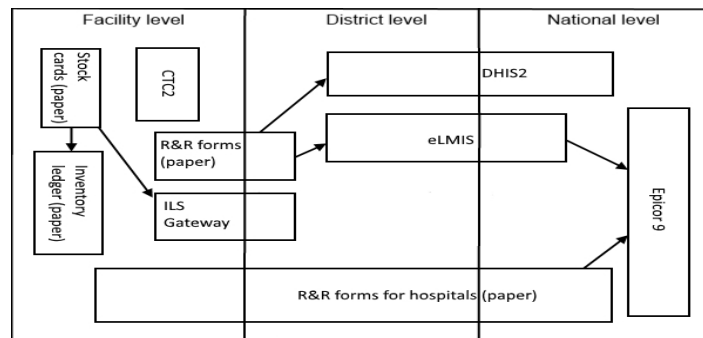 Facility level
District level
National level
Stock
cards (paper)
CTC2
DHIS2
R&R forms
(paper)
eLMIS
Inventory
ledger (paper)
ILS
Gateway
Epicor 9
R&R forms for hospitals (paper)